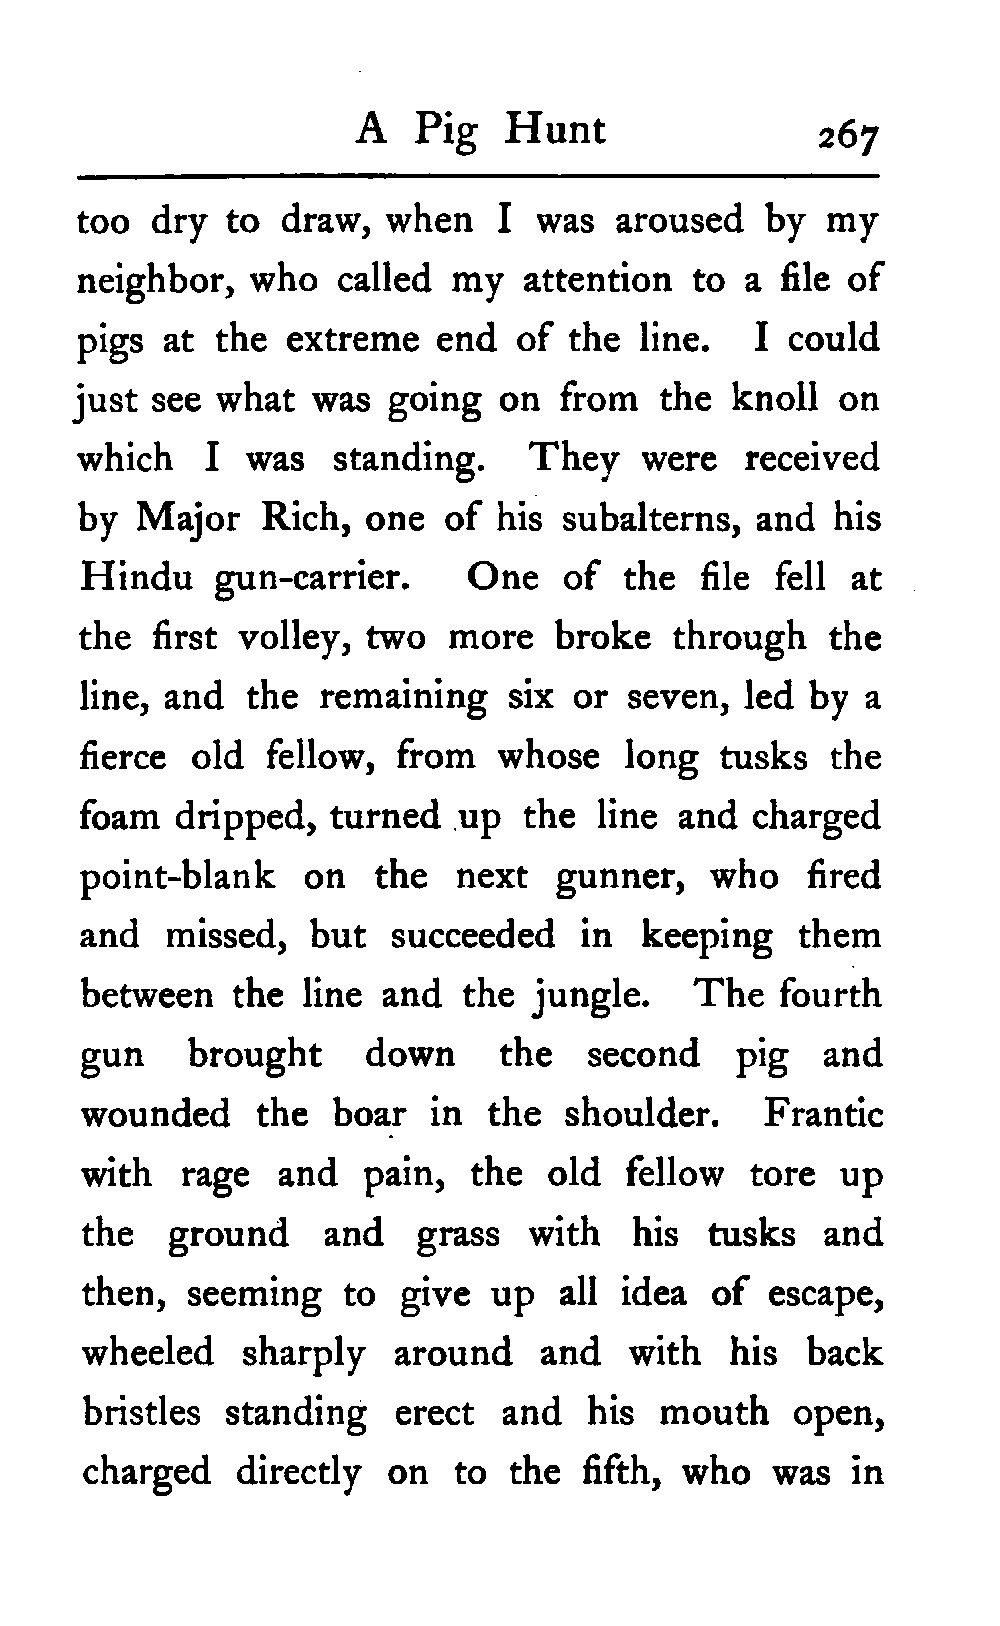 A Pig Hunt 267
too dry to draw, when I was aroused by my
neighbor, who called my attention to a file of
pigs at the extreme end of the line. I could
just see what was going on from the knoll on
which I was standing. They were received
by Major Rich, one of his subalterns, and his
Hindu gun-carrier. One of the file fell at
the first volley, two more broke through the
line, and the remaining six or seven, led by a
fierce old fellow, from whose long tusks the
foam dripped, turned up the line and charged
point-blank on the next gunner, who fired
and missed, but succeeded in keeping them
between the line and the jungle. The fourth
gun brought down the second pig and
wounded the boar in the shoulder. Frantic
with rage and pain, the old fellow tore up
the ground and grass with his tusks and
then, seeming to give up all idea of escape,
wheeled sharply around and with his back
bristles standing erect and his mouth open,
charged directly on to the fifth, who was in